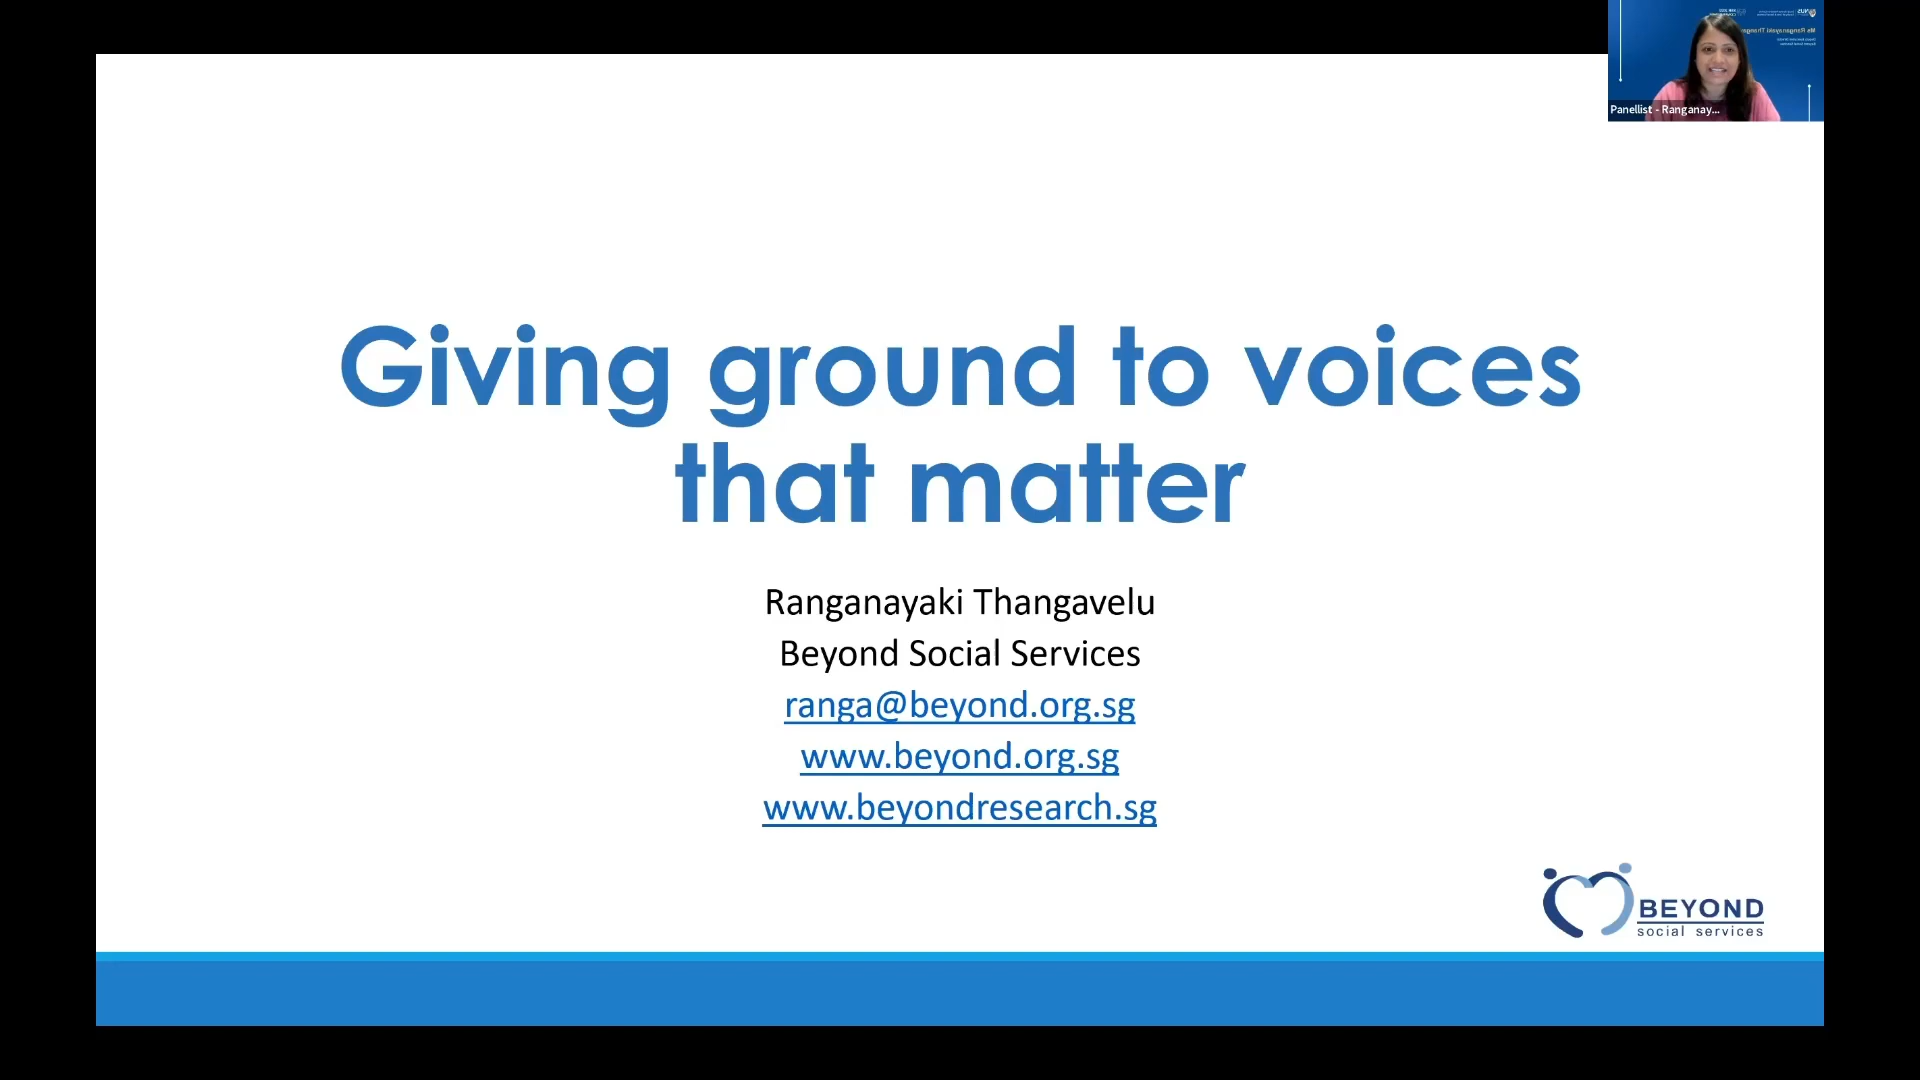 Panellist - Ranganay...
Giving ground to voices
that matter
Ranganayaki Thangavelu
Beyond Social Services
ranga@beyond.org.sg
www.beyond.org.sg
www.beyondresearch.sg
BEYOND
social services